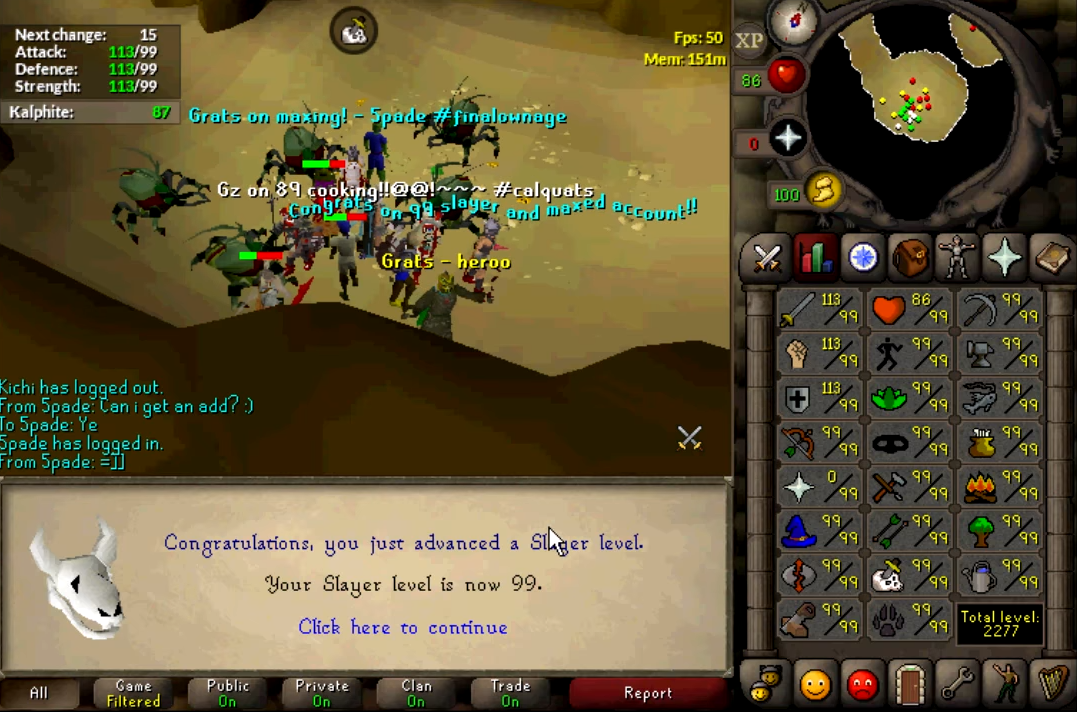 Next change: 15
Attack: 113/99
Defence: 113/99
Strength: 113/99
Kalphite: 87
Fps: 50
Mem: 151m
XP
86
0
100
Grats on maxing! - 5pade #finalownage
Gz on 89 cooking!!@@!~~~ #calquats
Congrats on 99 slayer and maxed account!!
Grats - heroo
Kichi has logged out.
From 5pade: Can i get an add? :)
To 5pade: Ye
5pade has logged in.
From 5pade: =]]
Congratulations, you just advanced a Slayer level.
Your Slayer level is now 99.
Click here to continue
All
Game Filtered
Public On
Private On
Clan On
Trade On
Report
113/99 86/99 99/99
113/99 99/99 99/99
113/99 99/99 99/99
99/99 99/99 99/99
0/99 99/99 99/99
99/99 99/99 99/99
99/99 99/99 99/99
99/99 99/99
Total level:
2277